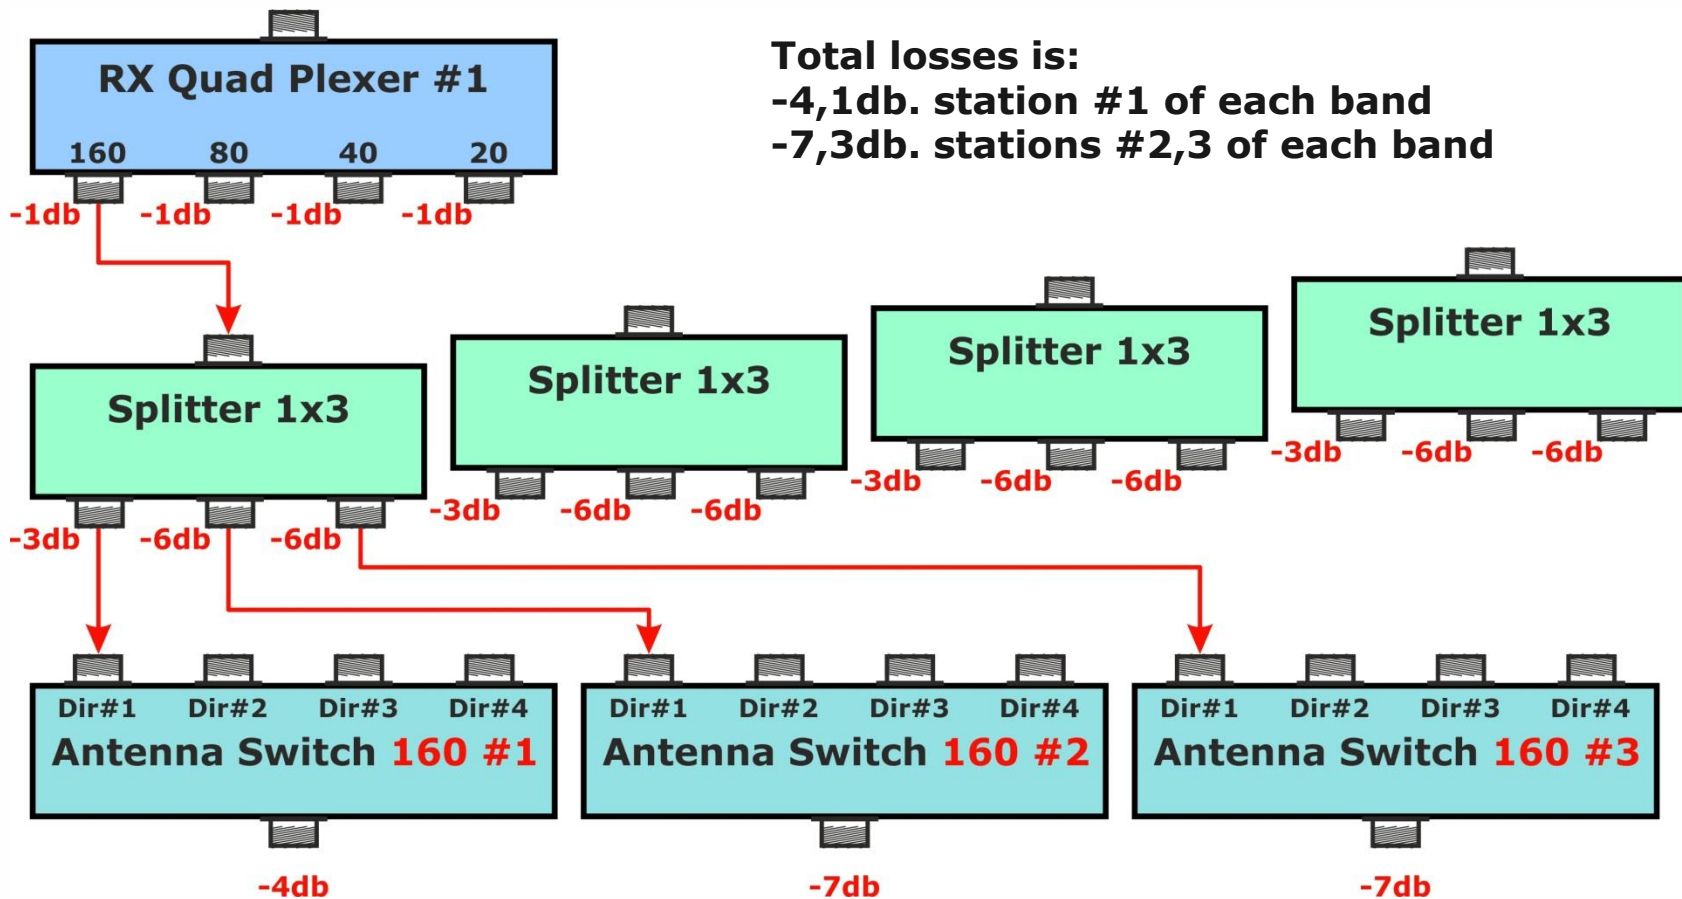 RX Quad Plexer #1
160 80 40 20
-1db -1db -1db -1db
Total losses is:
-4,1db. station #1 of each band
-7,3db. stations #2,3 of each band
Splitter 1x3
-3db -6db -6db
Splitter 1x3
-3db -6db -6db
Splitter 1x3
-3db -6db -6db
Splitter 1x3
-3db -6db -6db
Dir#1 Dir#2 Dir#3 Dir#4
Antenna Switch 160 #1
-4db
Dir#1 Dir#2 Dir#3 Dir#4
Antenna Switch 160 #2
-7db
Dir#1 Dir#2 Dir#3 Dir#4
Antenna Switch 160 #3
-7db